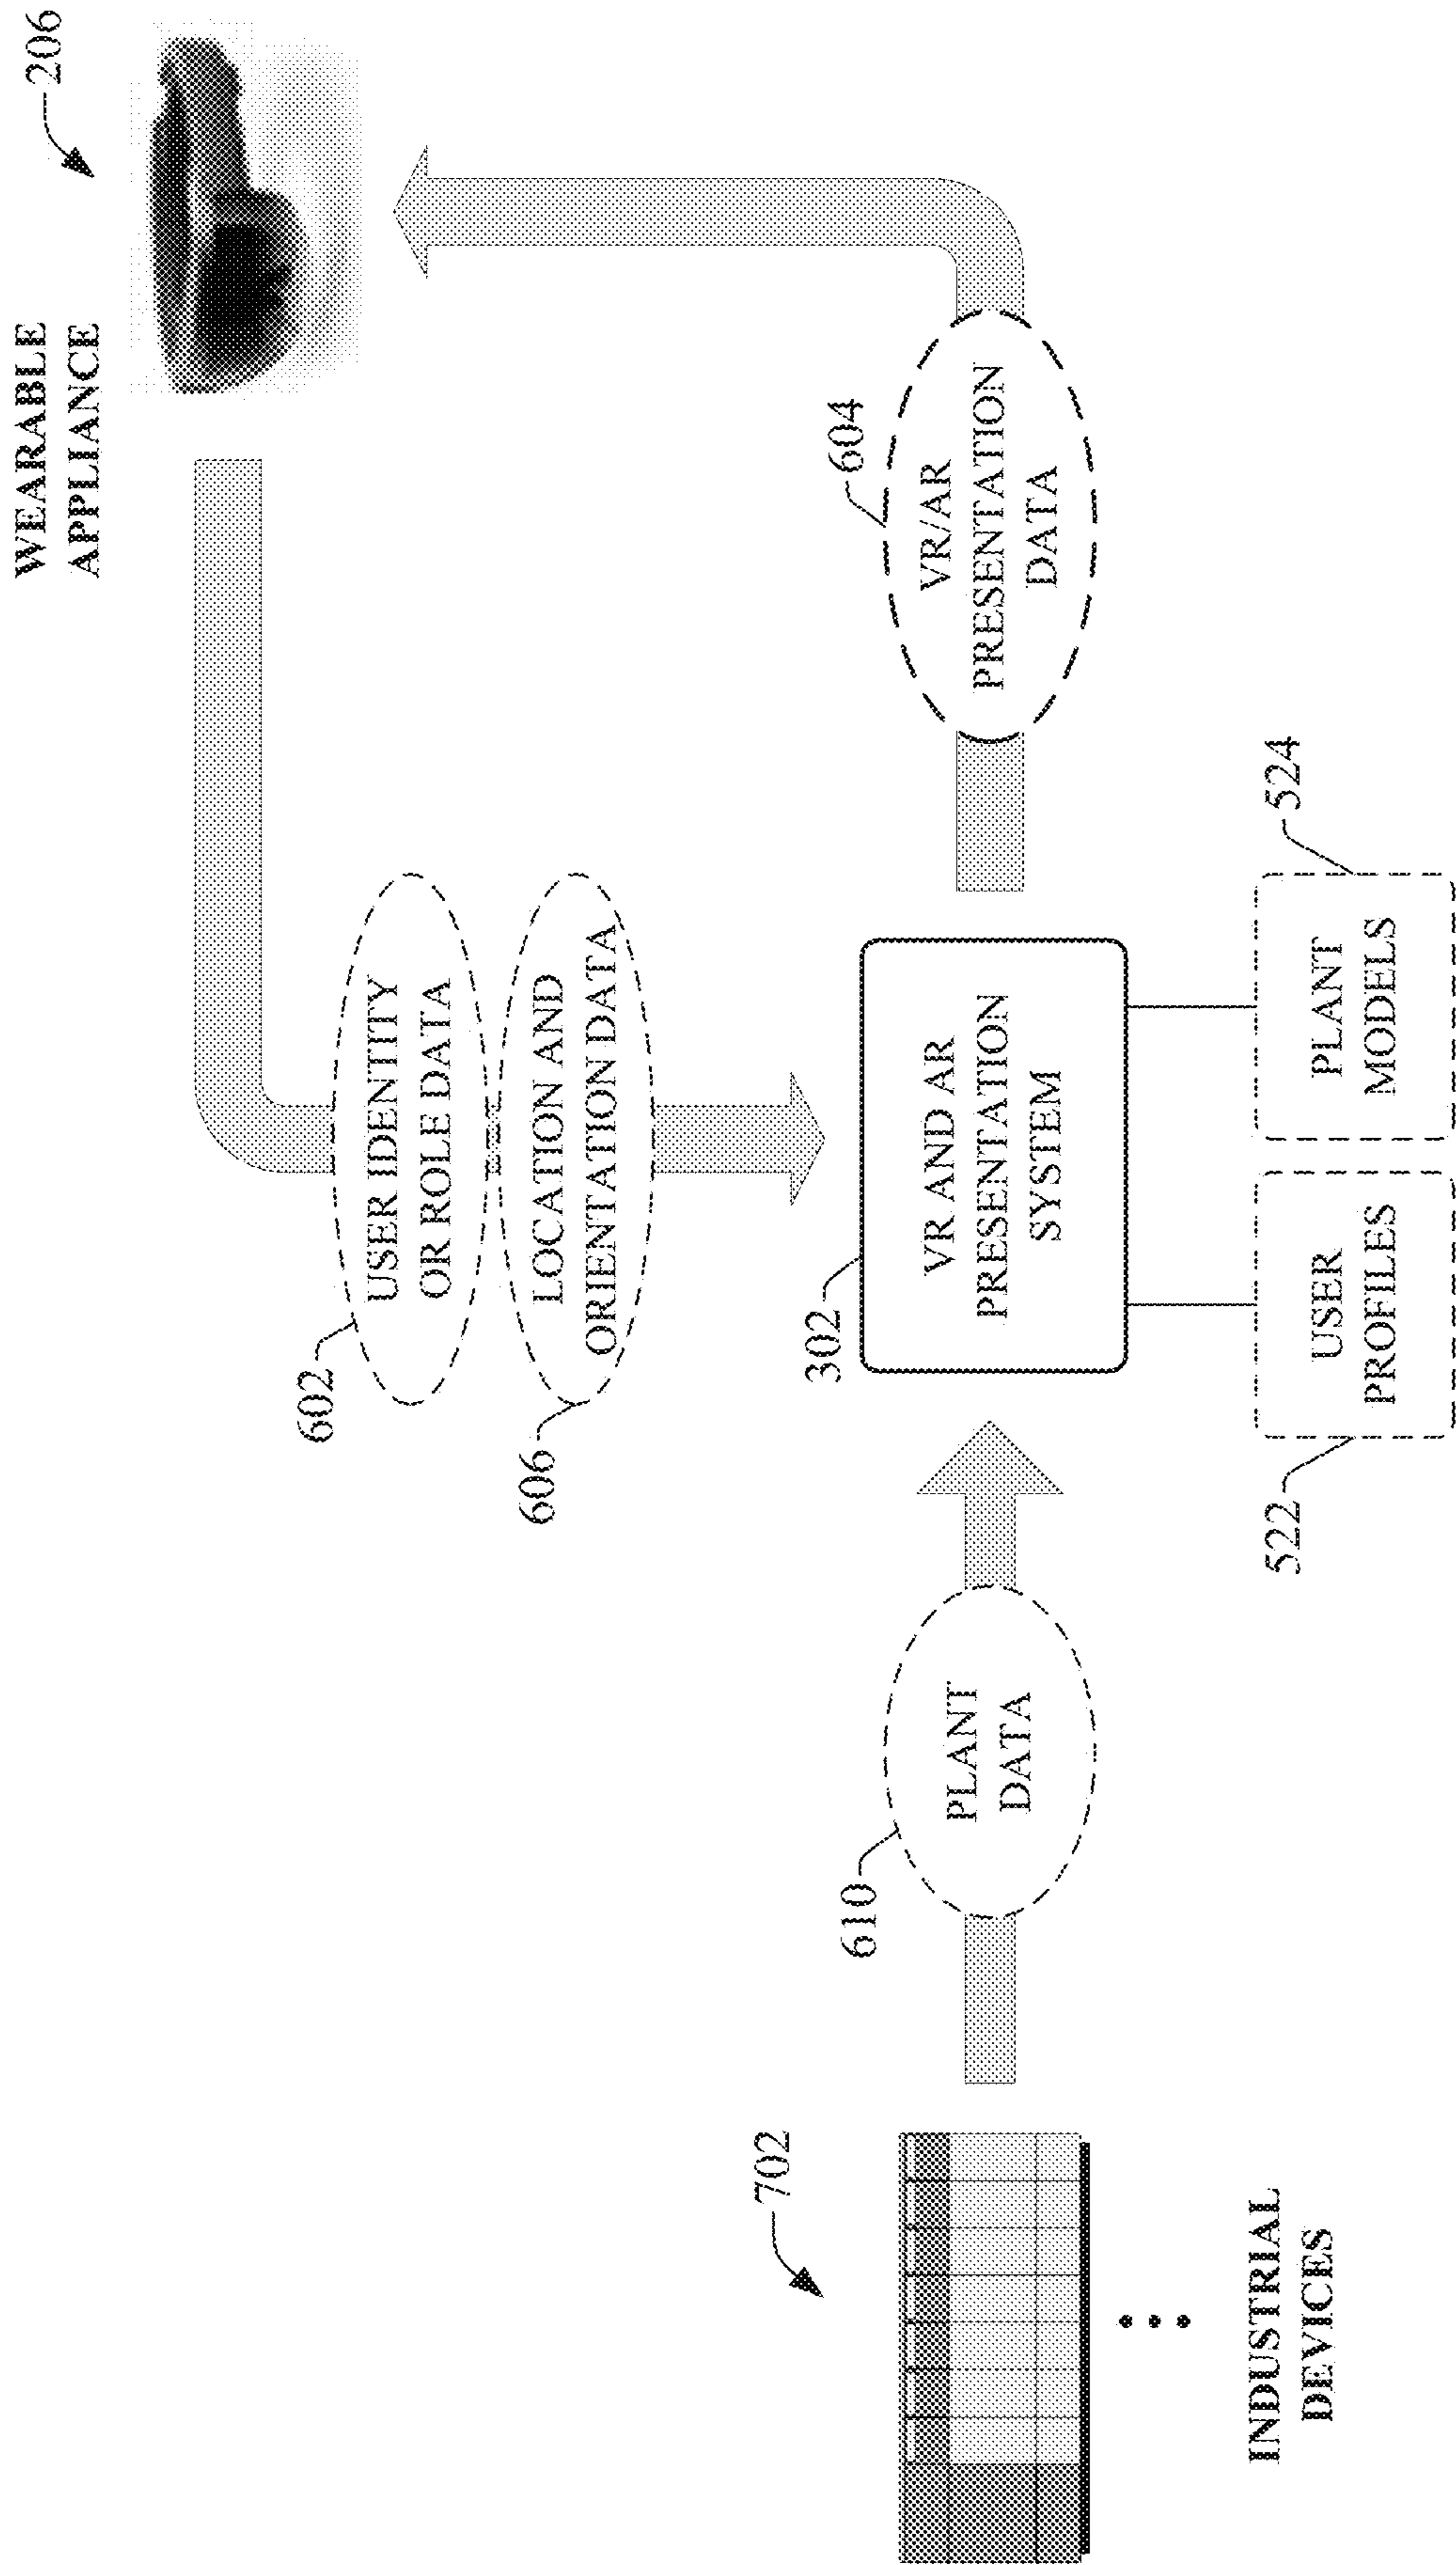 WEARABLE
APPLIANCE
206
602
USER IDENTITY
OR ROLE DATA
606
LOCATION AND
ORIENTATION DATA
702
610
PLANT
DATA
302
VR AND AR
PRESENTATION
SYSTEM
604
VR/AR
PRESENTATION
DATA
INDUSTRIAL
DEVICES
522
USER
PROFILES
PLANT
MODELS
524